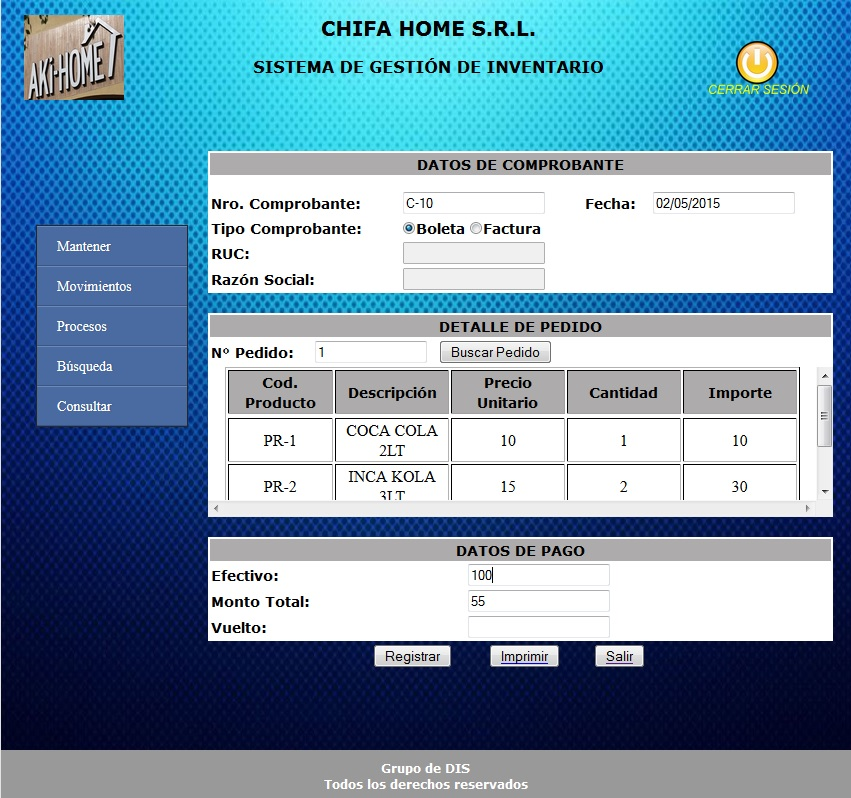 AKi-HOME
CHIFA HOME S.R.L.
SISTEMA DE GESTIÓN DE INVENTARIO
CERRAR SESIÓN
Mantener
Movimientos
Procesos
Búsqueda
Consultar
DATOS DE COMPROBANTE
Nro. Comprobante: C-10 Fecha: 02/05/2015
Tipo Comprobante: Boleta Factura
RUC:
Razón Social:
DETALLE DE PEDIDO
Nº Pedido: 1 Buscar Pedido
Cod. Producto Descripción Precio Unitario Cantidad Importe
PR-1 COCA COLA 2LT 10 1 10
PR-2 INCA KOLA 3LT 15 2 30
DATOS DE PAGO
Efectivo: 100
Monto Total: 55
Vuelto:
Registrar Imprimir Salir
Grupo de DIS
Todos los derechos reservados